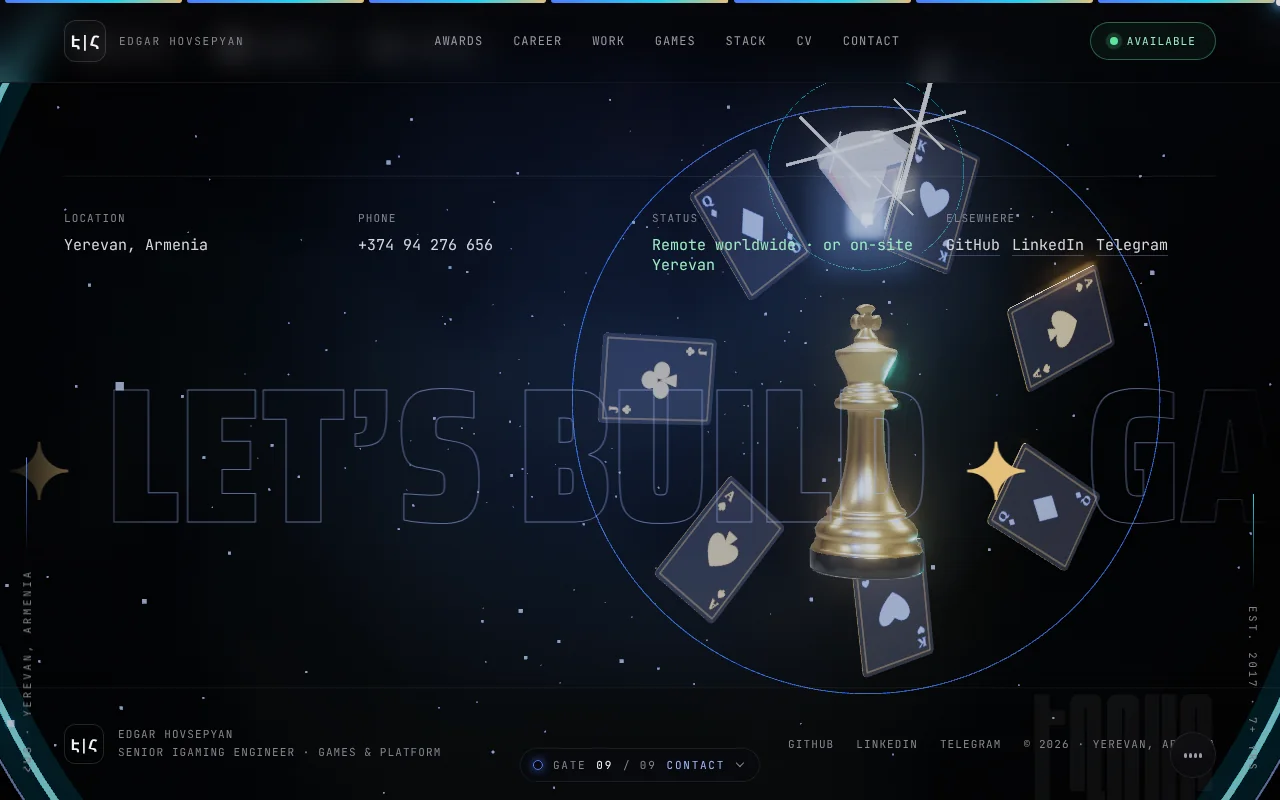 ԷՀ EDGAR HOVSEPYAN AWARDS CAREER WORK GAMES STACK CV CONTACT AVAILABLE
LOCATION PHONE STATUS ELSEWHERE
Yerevan, Armenia +374 94 276 656 Remote worldwide · or on-site Yerevan GitHub LinkedIn Telegram
LET’S BUILD GA
YEREVAN, ARMENIA
EST. 2017 · 7+ YRS
EDGAR HOVSEPYAN
SENIOR IGAMING ENGINEER · GAMES & PLATFORM
GATE 09 / 09 CONTACT
GITHUB LINKEDIN TELEGRAM © 2026 · YEREVAN,